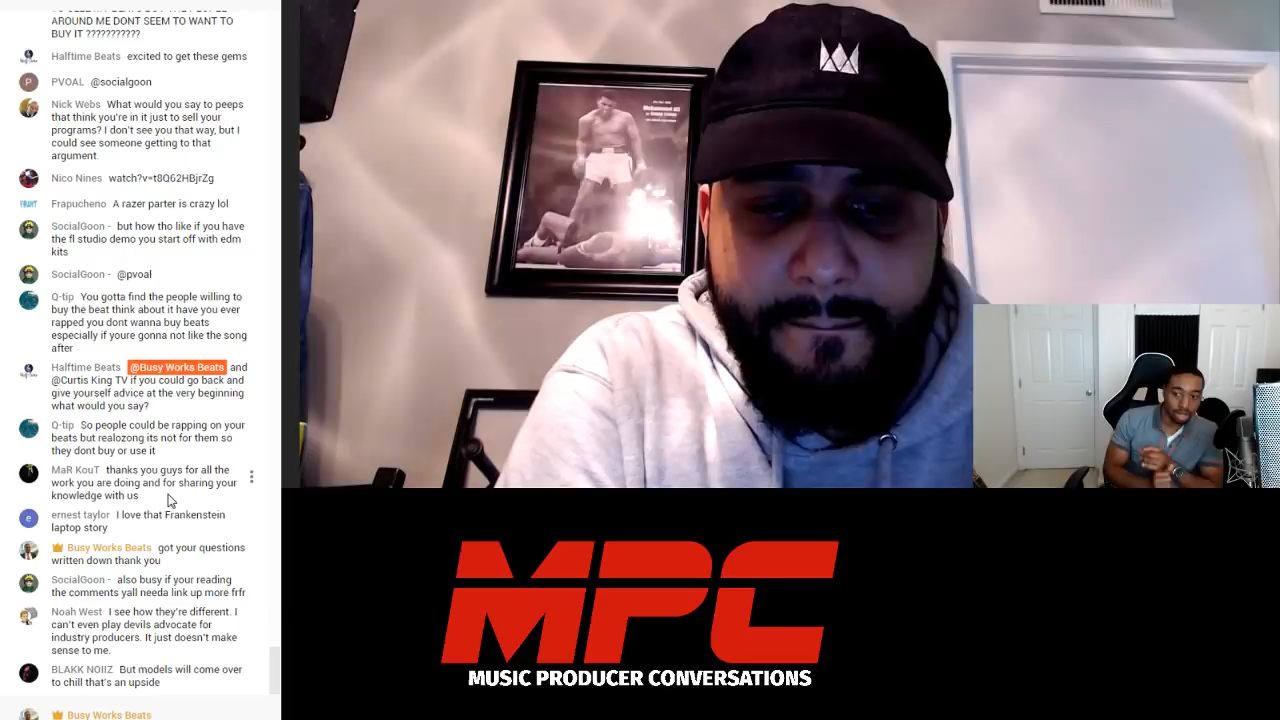 AROUND ME DONT SEEM TO WANT TO
BUY IT ???????????
Halftime Beats excited to get these gems
P PVOAL @socialgoon
Nick Webs What would you say to peeps
that think you're in it just to sell your
programs? I don't see you that way, but I
could see someone getting to that
argument.
Nico Nines watch?v=t8Q62HBjrZg
Frapucheno A razer parter is crazy lol
SocialGoon - but how tho like if you have
the fl studio demo you start off with edm
kits
SocialGoon - @pvoal
Q-tip You gotta find the people willing to
buy the beat think about it have you ever
rapped you dont wanna buy beats
especially if youre gonna not like the song
after
Halftime Beats @Busy Works Beats and
@Curtis King TV if you could go back and
give yourself advice at the very beginning
what would you say?
Q-tip So people could be rapping on your
beats but realozong its not for them so
they dont buy or use it
MaR KouT thanks you guys for all the
work you are doing and for sharing your
knowledge with us
e ernest taylor I love that Frankenstein
laptop story
Busy Works Beats got your questions
written down thank you
SocialGoon - also busy if your reading
the comments yall needa link up more frfr
Noah West I see how they're different. I
can't even play devils advocate for
industry producers. It just doesn't make
sense to me.
BLAKK NOIIZ But models will come over
to chill that's an upside
Busy Works Beats
MPC
MUSIC PRODUCER CONVERSATIONS